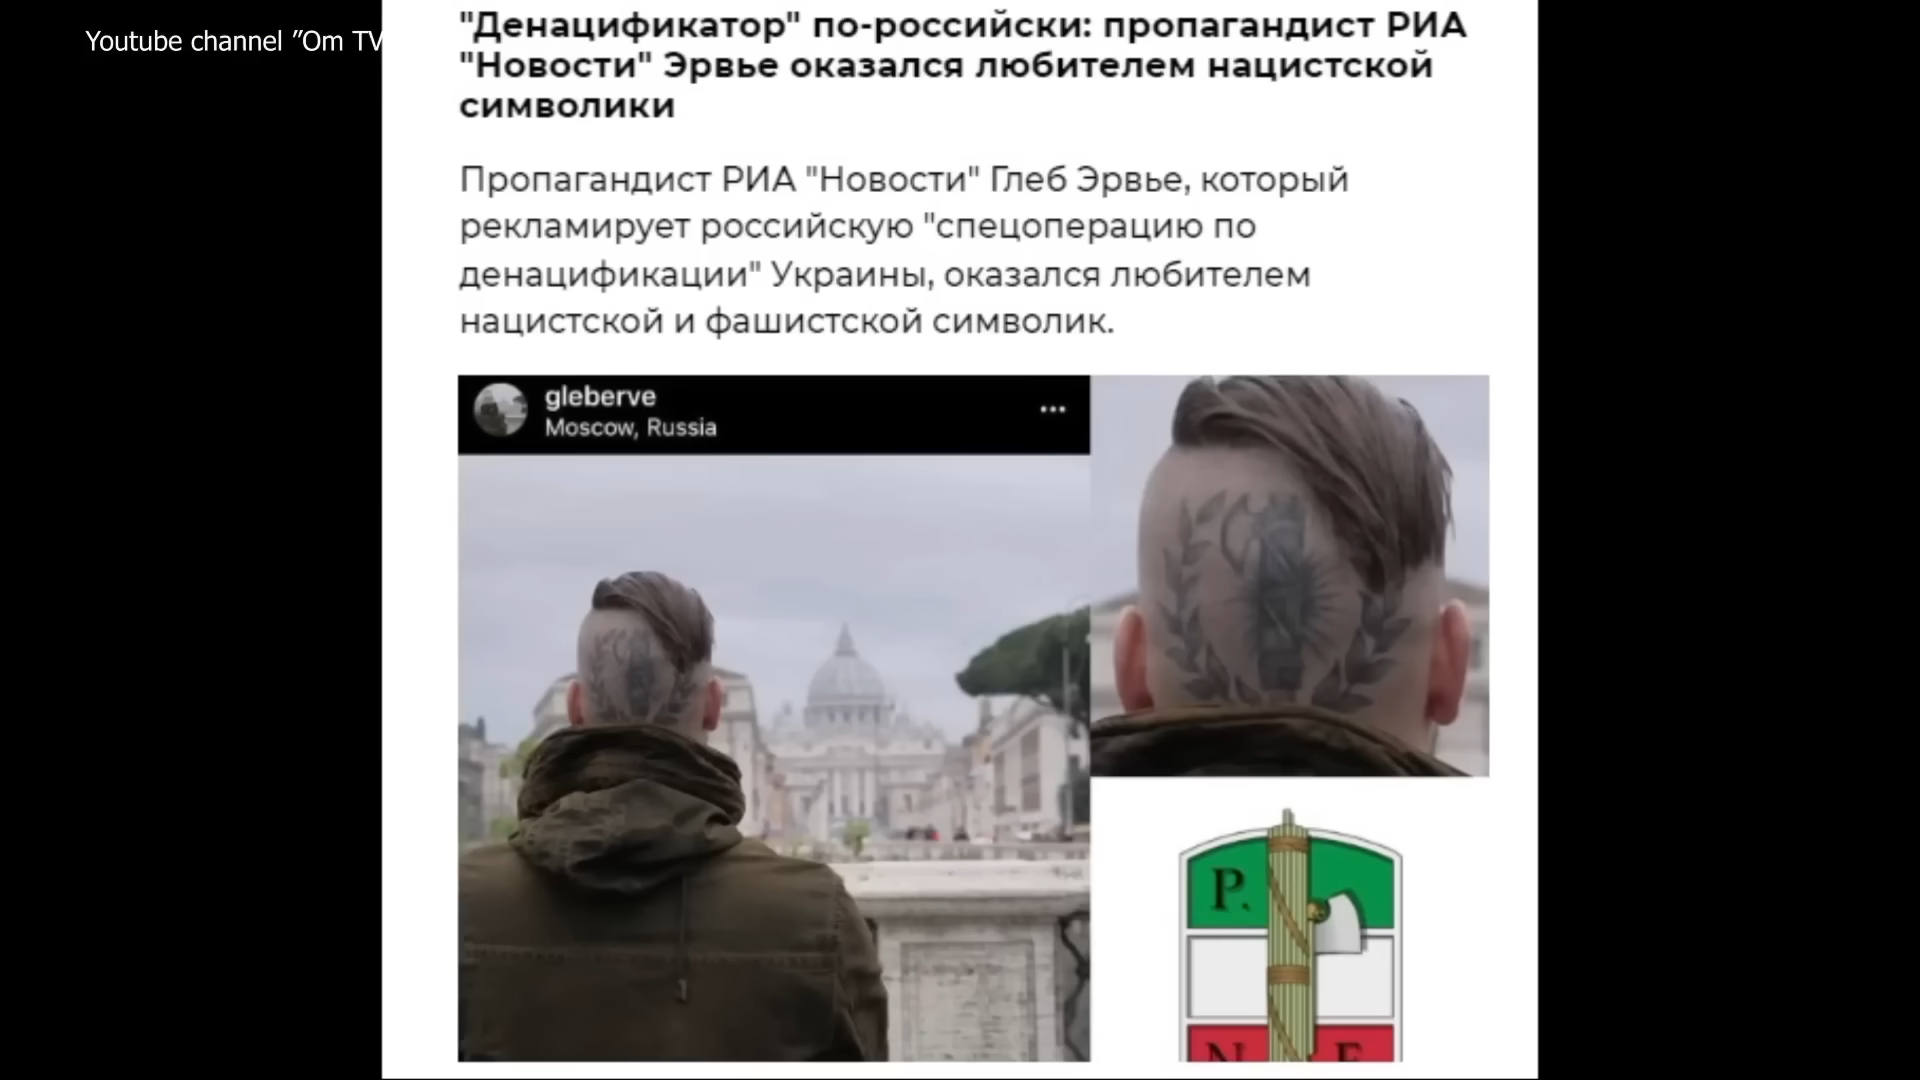 Youtube channel "Om TV
"Денацификатор" по-российски: пропагандист РИА
"Новости" Эрвье оказался любителем нацистской
символики
Пропагандист РИА "Новости" Глеб Эрвье, который
рекламирует российскую "спецоперацию по
денацификации" Украины, оказался любителем
нацистской и фашистской символик.
gleberve
Moscow, Russia
P.
N F